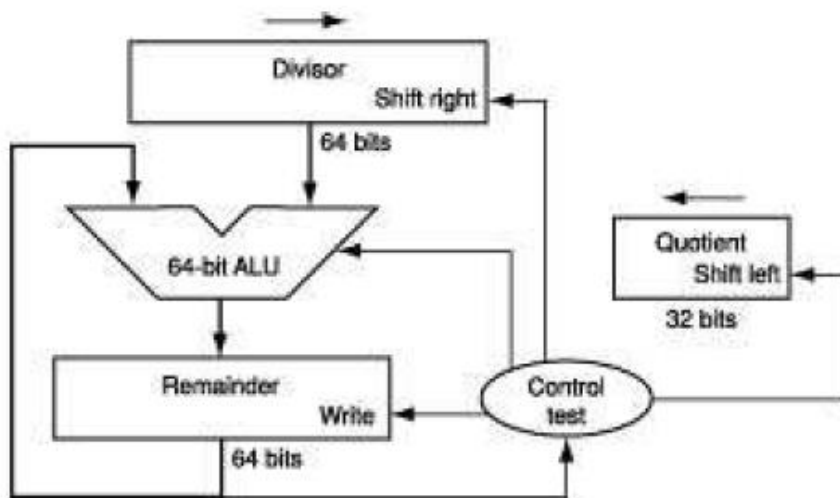 Divisor
Shift right
64 bits
64-bit ALU
Quotient
Shift left
32 bits
Remainder
Write
Control
test
64 bits